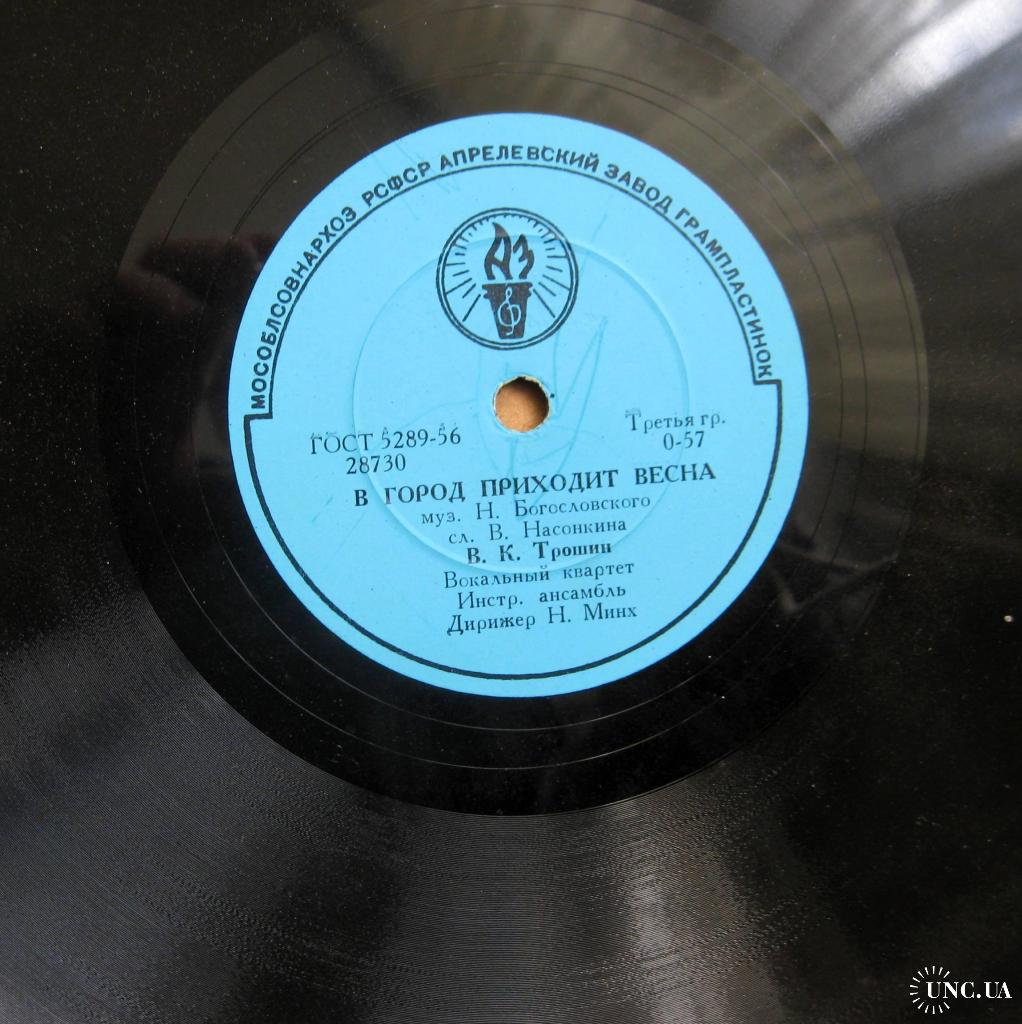 МОСОБЛСОВНАРХОЗ РСФСР АПРЕЛЕВСКИЙ ЗАВОД ГРАМПЛАСТИНОК
АЗ
ГОСТ 5289-56
28730
Третья гр.
0-57
В ГОРОД ПРИХОДИТ ВЕСНА
муз. Н. Богословского
сл. В. Насонкина
В. К. Трошин
Вокальный квартет
Инстр. ансамбль
Дирижер Н. Минх
UNC.UA